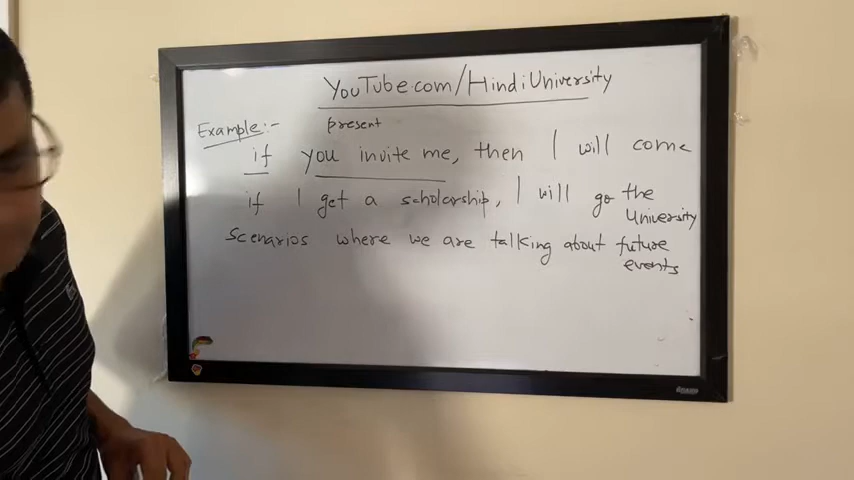 YouTube.com/HindiUniversity
Example:-
present
if you invite me, then I will come
if I get a scholarship, I will go the
University
Scenarios where we are talking about future
events